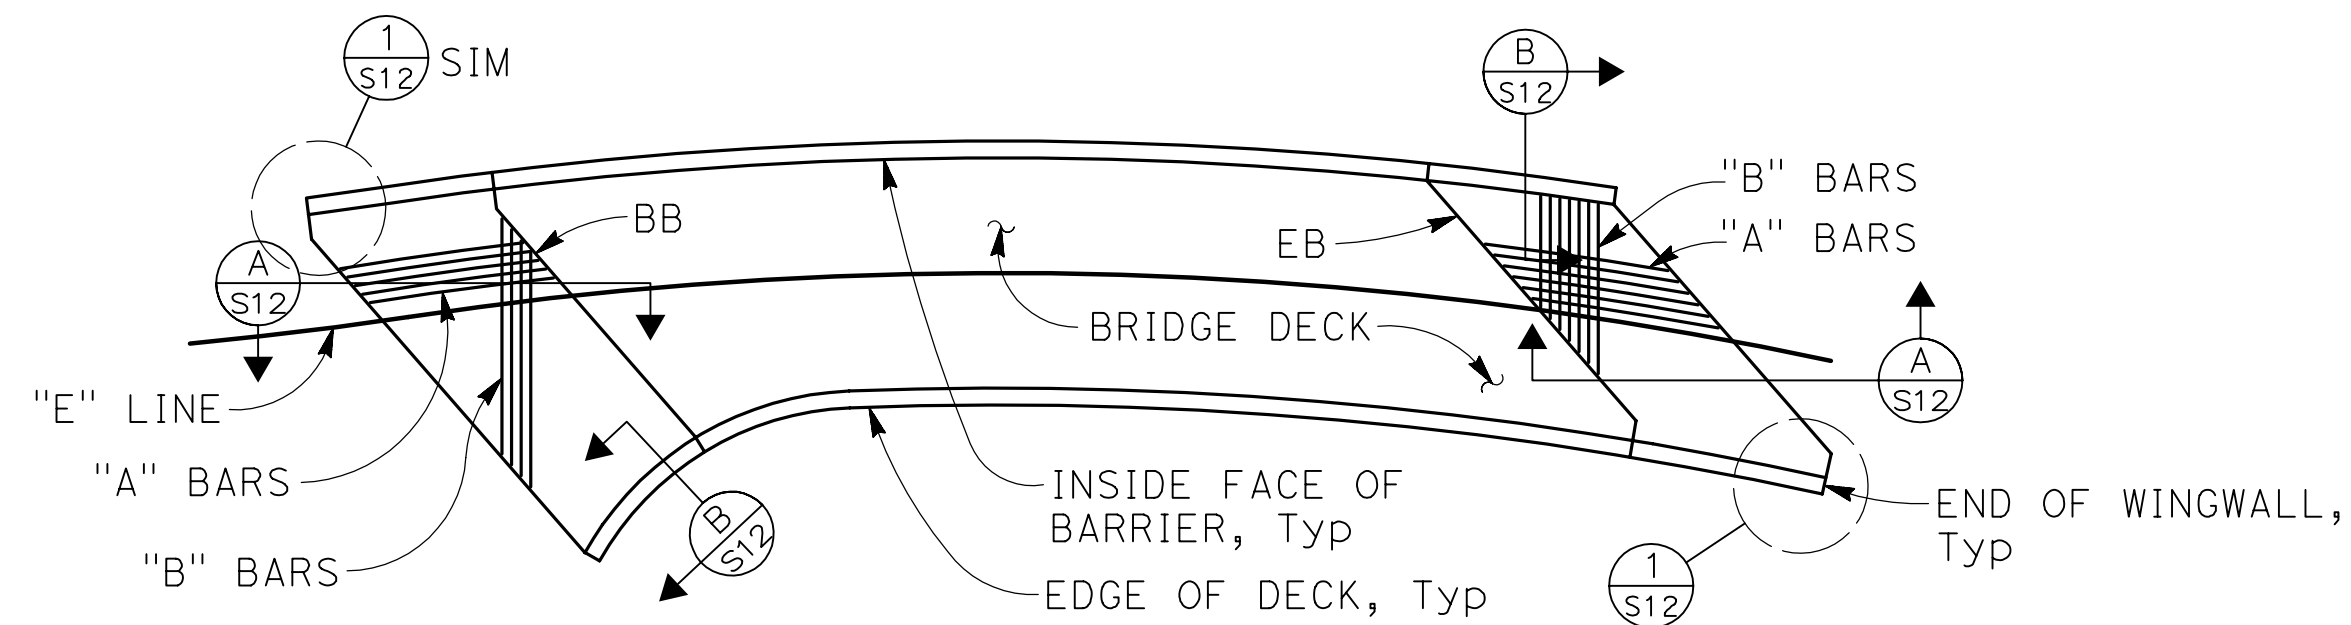 1
S12
SIM
B
S12
"B" BARS
"A" BARS
BB
EB
A
S12
BRIDGE DECK
A
S12
"E" LINE
"A" BARS
"B" BARS
B
S12
INSIDE FACE OF
BARRIER, Typ
EDGE OF DECK, Typ
END OF WINGWALL,
Typ
1
S12